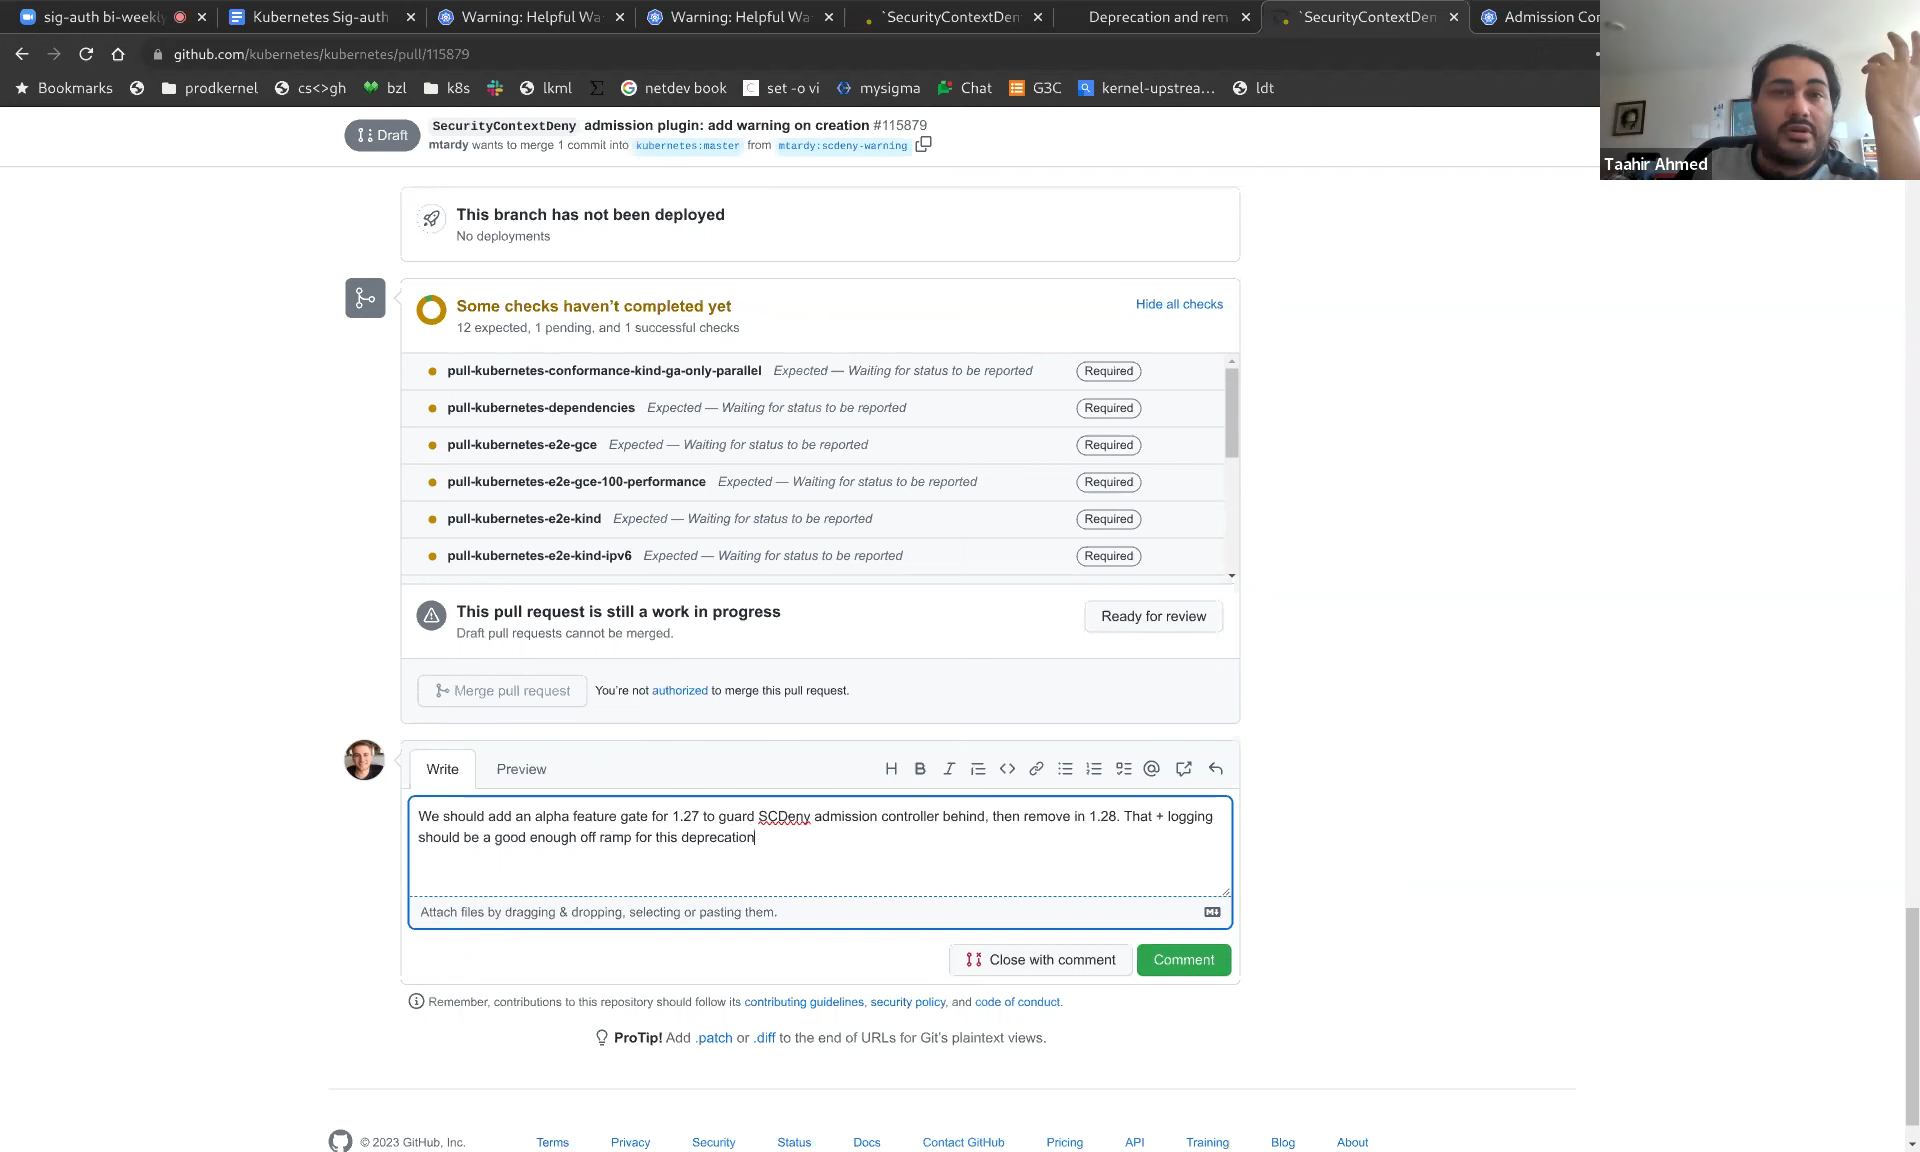 sig-auth bi-weekly
Kubernetes Sig-auth
Warning: Helpful Wa
Warning: Helpful Wa
`SecurityContextDen
Deprecation and rem
`SecurityContextDen
Admission Co
github.com/kubernetes/kubernetes/pull/115879
Bookmarks
prodkernel
cs<>gh
bzl
k8s
lkml
netdev book
set -o vi
mysigma
Chat
G3C
kernel-upstrea…
ldt
Taahir Ahmed
Draft
SecurityContextDeny admission plugin: add warning on creation #115879
mtardy wants to merge 1 commit into kubernetes:master from mtardy:scdeny-warning
This branch has not been deployed
No deployments
Some checks haven’t completed yet
Hide all checks
12 expected, 1 pending, and 1 successful checks
pull-kubernetes-conformance-kind-ga-only-parallel Expected — Waiting for status to be reported Required
pull-kubernetes-dependencies Expected — Waiting for status to be reported Required
pull-kubernetes-e2e-gce Expected — Waiting for status to be reported Required
pull-kubernetes-e2e-gce-100-performance Expected — Waiting for status to be reported Required
pull-kubernetes-e2e-kind Expected — Waiting for status to be reported Required
pull-kubernetes-e2e-kind-ipv6 Expected — Waiting for status to be reported Required
This pull request is still a work in progress
Draft pull requests cannot be merged.
Ready for review
Merge pull request
You’re not authorized to merge this pull request.
Write
Preview
We should add an alpha feature gate for 1.27 to guard SCDeny admission controller behind, then remove in 1.28. That + logging
should be a good enough off ramp for this deprecation
Attach files by dragging & dropping, selecting or pasting them.
Close with comment
Comment
Remember, contributions to this repository should follow its contributing guidelines, security policy, and code of conduct.
ProTip! Add .patch or .diff to the end of URLs for Git’s plaintext views.
© 2023 GitHub, Inc.
Terms
Privacy
Security
Status
Docs
Contact GitHub
Pricing
API
Training
Blog
About